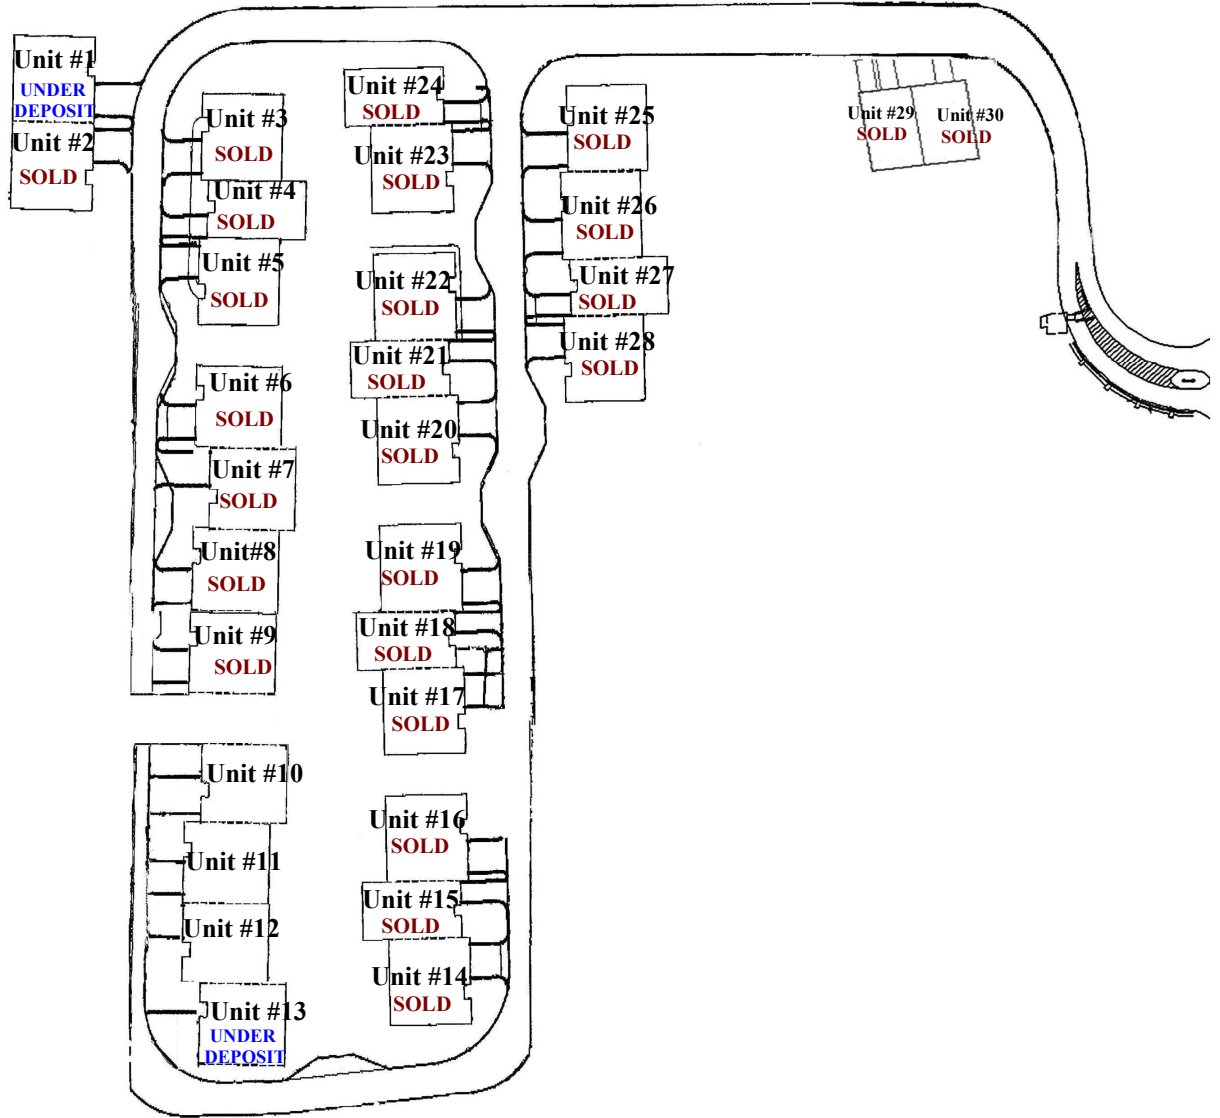 Unit #1
UNDER
DEPOSIT
Unit #2
SOLD
Unit #3
SOLD
Unit #4
SOLD
Unit #5
SOLD
Unit #6
SOLD
Unit #7
SOLD
Unit#8
SOLD
Unit #9
SOLD
Unit #10
Unit #11
Unit #12
Unit #13
UNDER
DEPOSIT
Unit #24
SOLD
Unit #23
SOLD
Unit #22
SOLD
Unit #21
SOLD
Unit #20
SOLD
Unit #19
SOLD
Unit #18
SOLD
Unit #17
SOLD
Unit #16
SOLD
Unit #15
SOLD
Unit #14
SOLD
Unit #25
SOLD
Unit #26
SOLD
Unit #27
SOLD
Unit #28
SOLD
Unit #29
SOLD
Unit #30
SOLD